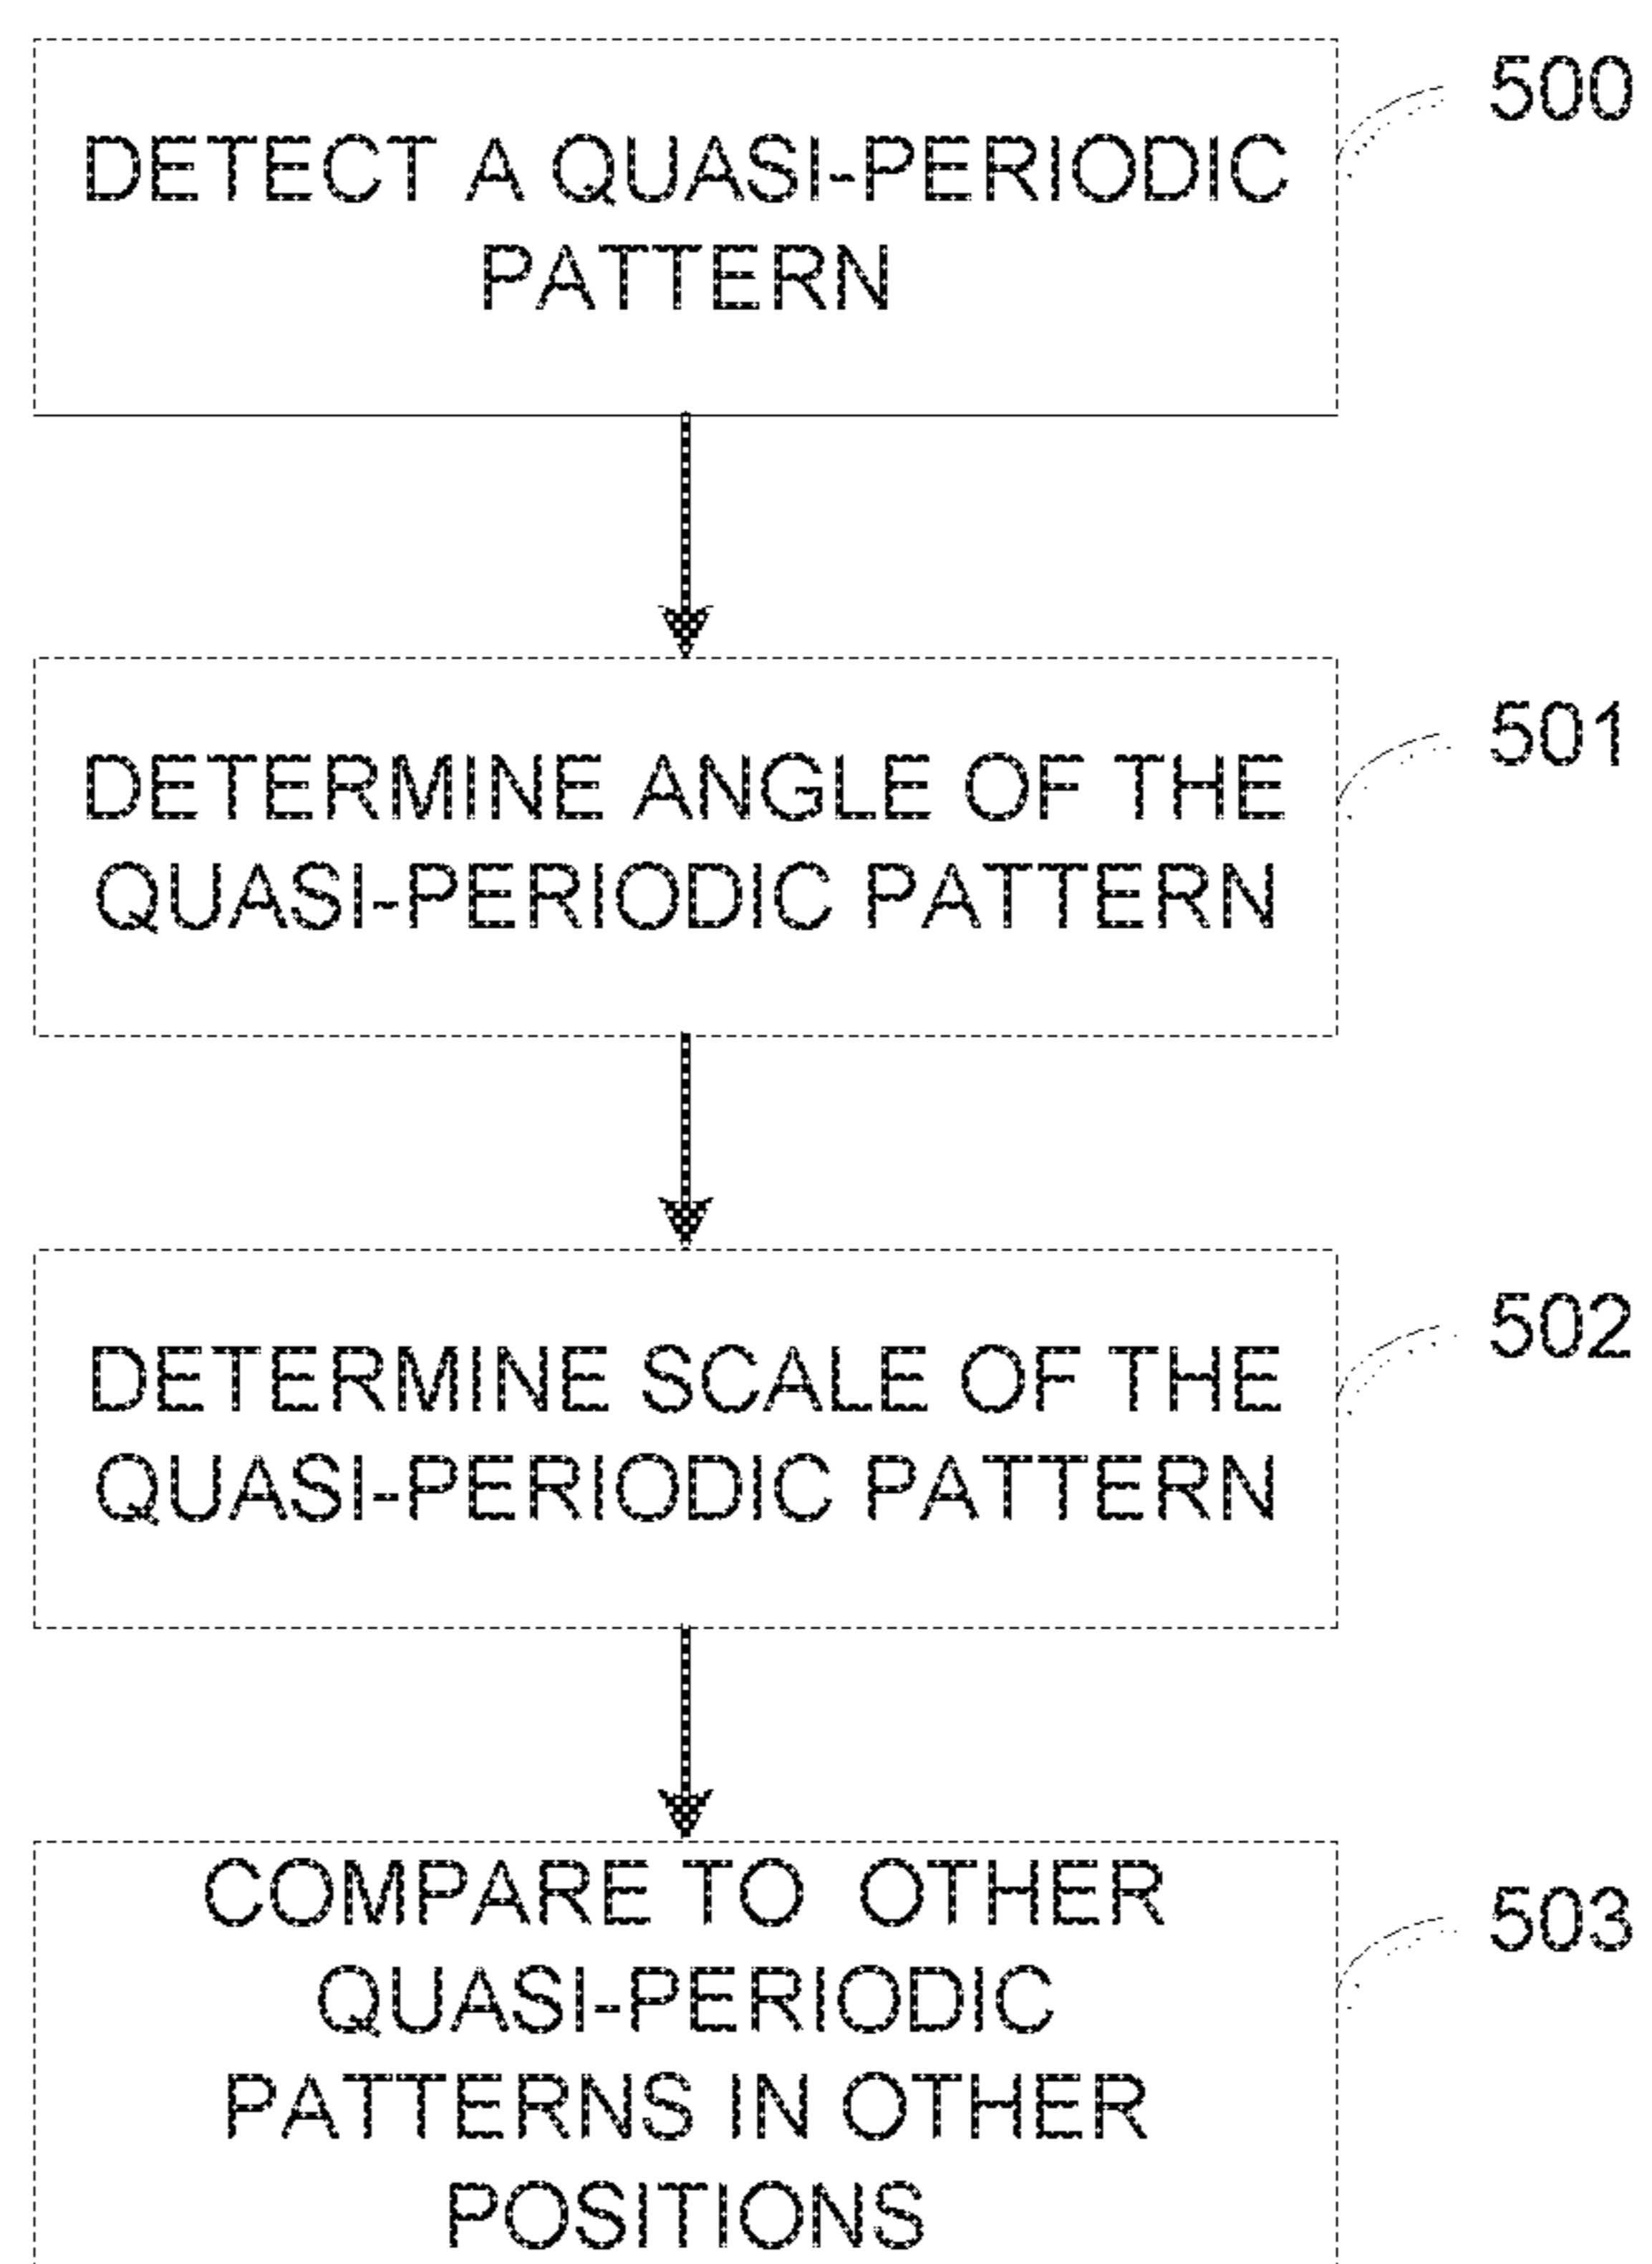 DETECT A QUASI-PERIODIC
PATTERN
500
DETERMINE ANGLE OF THE
QUASI-PERIODIC PATTERN
501
DETERMINE SCALE OF THE
QUASI-PERIODIC PATTERN
502
COMPARE TO OTHER
QUASI-PERIODIC
PATTERNS IN OTHER
POSITIONS
503